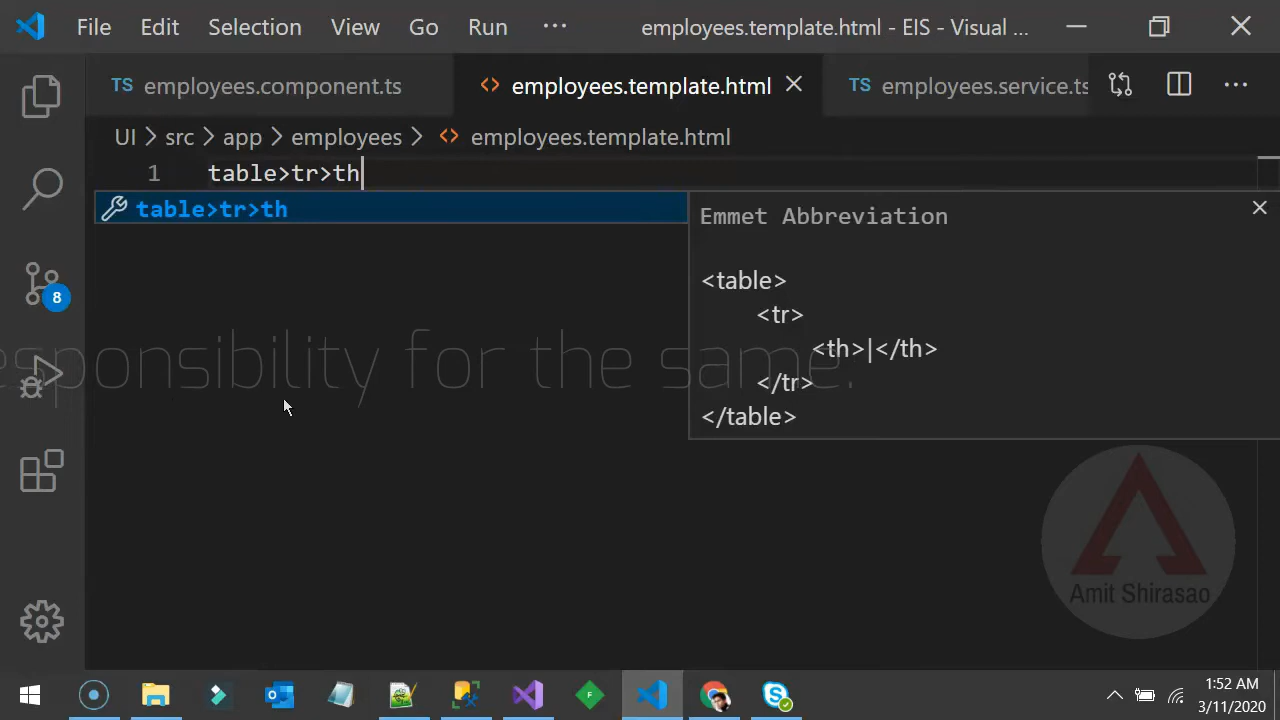 File Edit Selection View Go Run ··· employees.template.html - EIS - Visual ...
TS employees.component.ts <> employees.template.html TS employees.service.ts ···
UI > src > app > employees > <> employees.template.html
1 table>tr>th
table>tr>th
Emmet Abbreviation
<table>
<tr>
<th>|</th>
</tr>
</table>
8
esponsibility for the same.
Amit Shirasao
F
1:52 AM
3/11/2020